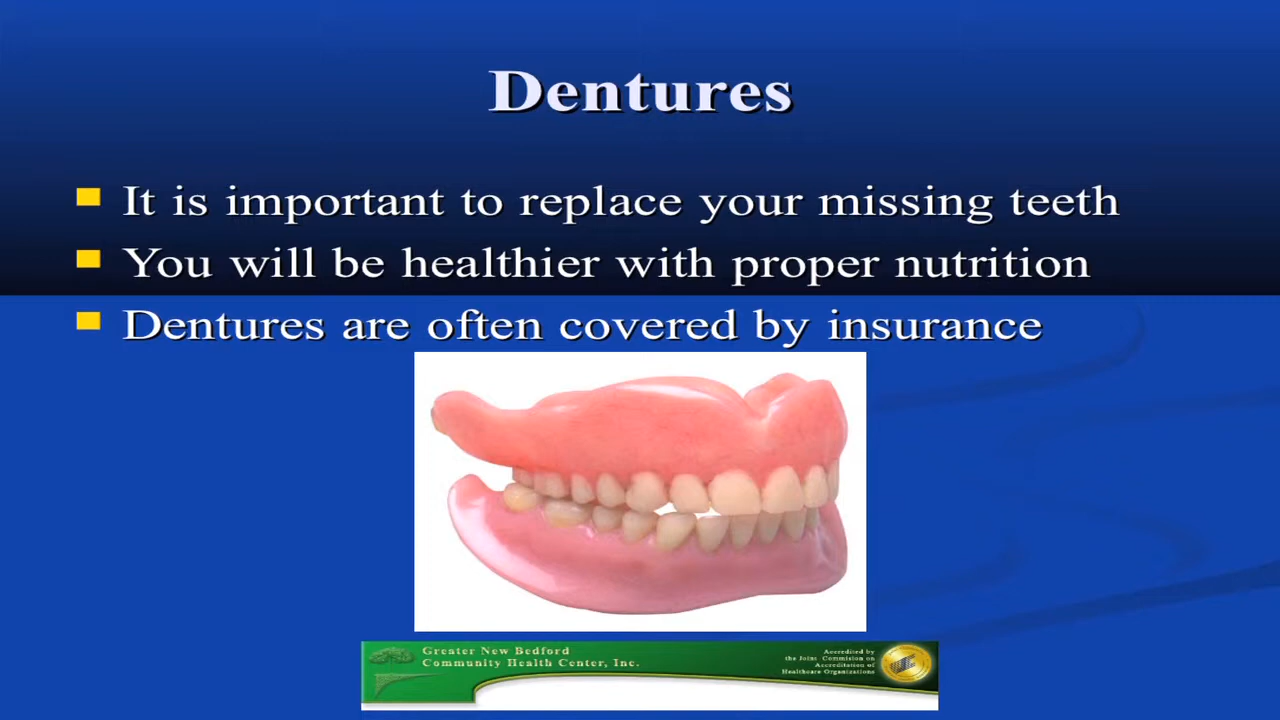 Dentures
It is important to replace your missing teeth
You will be healthier with proper nutrition
Dentures are often covered by insurance
Greater New Bedford
Community Health Center, Inc.
Accredited by
the Joint Commision on
Accreditation of
Healthcare Organizations